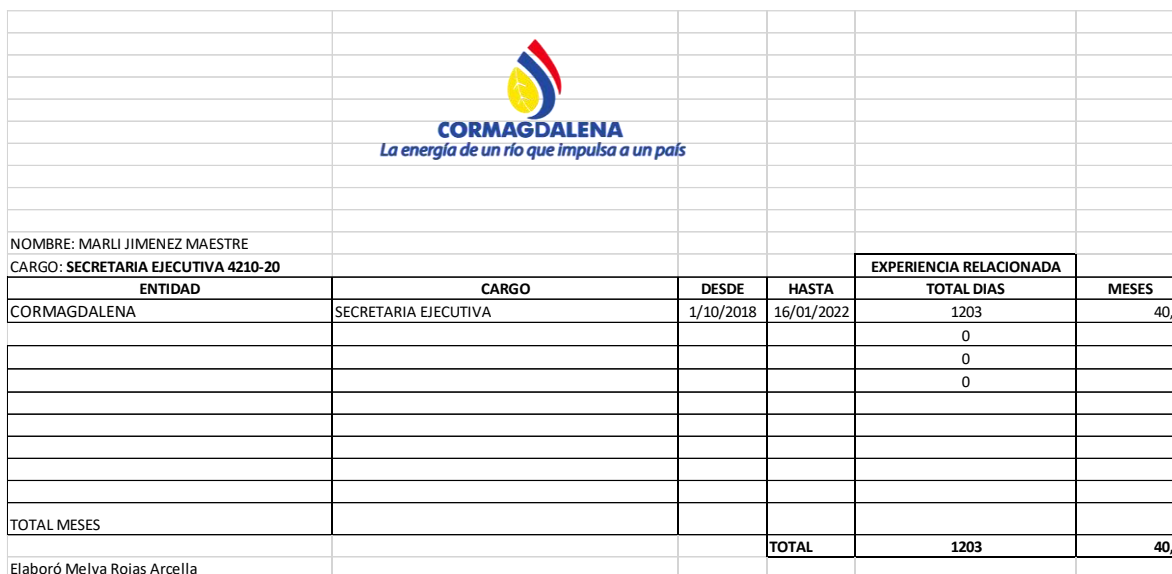 CORMAGDALENA
La energía de un río que impulsa a un país
NOMBRE: MARLI JIMENEZ MAESTRE
CARGO: SECRETARIA EJECUTIVA 4210-20 EXPERIENCIA RELACIONADA
ENTIDAD CARGO DESDE HASTA TOTAL DIAS MESES
CORMAGDALENA SECRETARIA EJECUTIVA 1/10/2018 16/01/2022 1203 40,
0
0
0
TOTAL MESES
TOTAL 1203 40,
Elaboró Melva Rojas Arcella